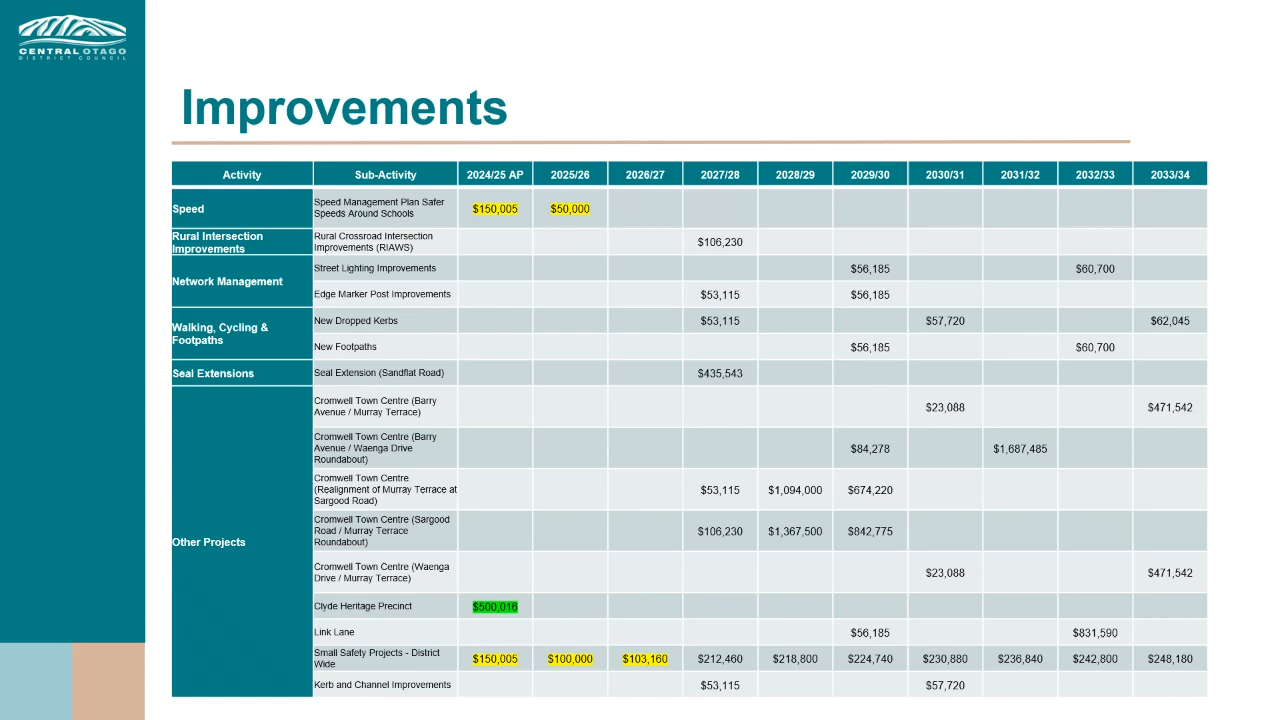 CENTRAL OTAGO
DISTRICT COUNCIL
Improvements
Activity Sub-Activity 2024/25 AP 2025/26 2026/27 2027/28 2028/29 2029/30 2030/31 2031/32 2032/33 2033/34
Speed
Speed Management Plan Safer
Speeds Around Schools
$150,005 $50,000
Rural Intersection
Improvements
Rural Crossroad Intersection
Improvements (RIAWS)
$106,230
Network Management
Street Lighting Improvements $56,185 $60,700
Edge Marker Post Improvements $53,115 $56,185
Walking, Cycling &
Footpaths
New Dropped Kerbs $53,115 $57,720 $62,045
New Footpaths $56,185 $60,700
Seal Extensions Seal Extension (Sandflat Road) $435,543
Other Projects
Cromwell Town Centre (Barry
Avenue / Murray Terrace)
$23,088 $471,542
Cromwell Town Centre (Barry
Avenue / Waenga Drive
Roundabout)
$84,278 $1,687,485
Cromwell Town Centre
(Realignment of Murray Terrace at
Sargood Road)
$53,115 $1,094,000 $674,220
Cromwell Town Centre (Sargood
Road / Murray Terrace
Roundabout)
$106,230 $1,367,500 $842,775
Cromwell Town Centre (Waenga
Drive / Murray Terrace)
$23,088 $471,542
Clyde Heritage Precinct $500,016
Link Lane $56,185 $831,590
Small Safety Projects - District
Wide
$150,005 $100,000 $103,160 $212,460 $218,800 $224,740 $230,880 $236,840 $242,800 $248,180
Kerb and Channel Improvements $53,115 $57,720